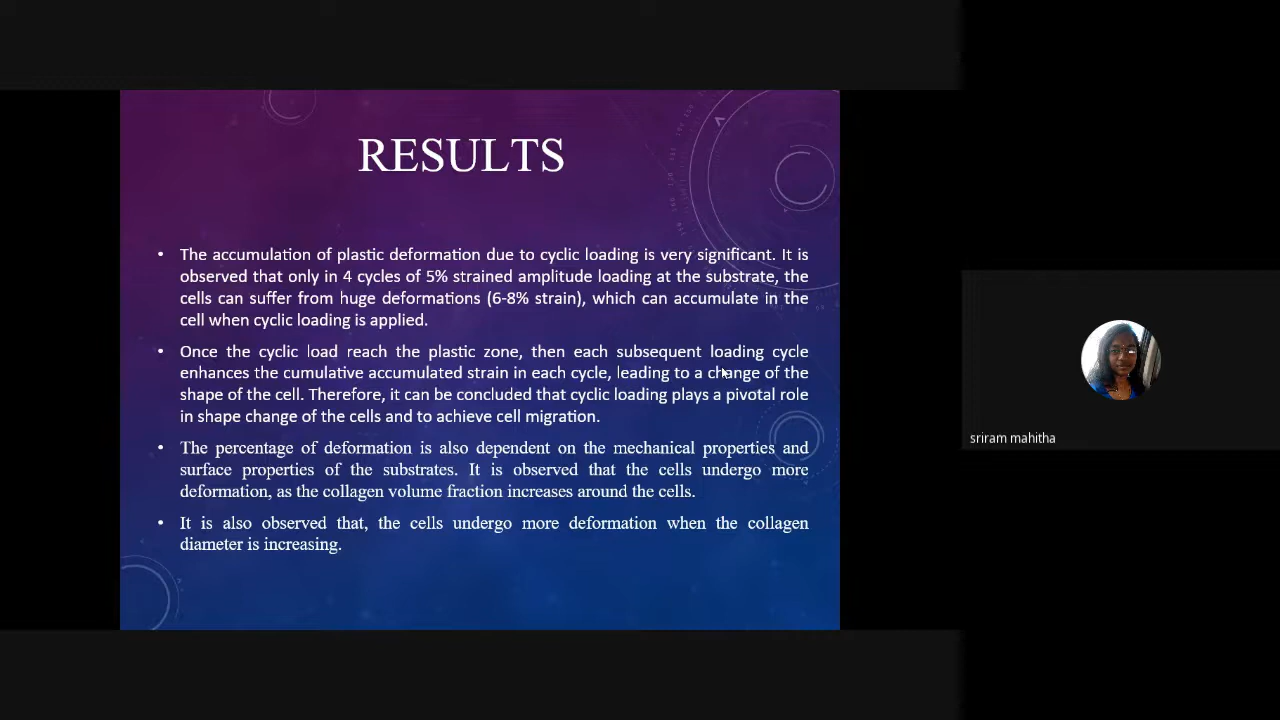 RESULTS
• The accumulation of plastic deformation due to cyclic loading is very significant. It is
observed that only in 4 cycles of 5% strained amplitude loading at the substrate, the
cells can suffer from huge deformations (6-8% strain), which can accumulate in the
cell when cyclic loading is applied.
• Once the cyclic load reach the plastic zone, then each subsequent loading cycle
enhances the cumulative accumulated strain in each cycle, leading to a change of the
shape of the cell. Therefore, it can be concluded that cyclic loading plays a pivotal role
in shape change of the cells and to achieve cell migration.
• The percentage of deformation is also dependent on the mechanical properties and
surface properties of the substrates. It is observed that the cells undergo more
deformation, as the collagen volume fraction increases around the cells.
• It is also observed that, the cells undergo more deformation when the collagen
diameter is increasing.
sriram mahitha